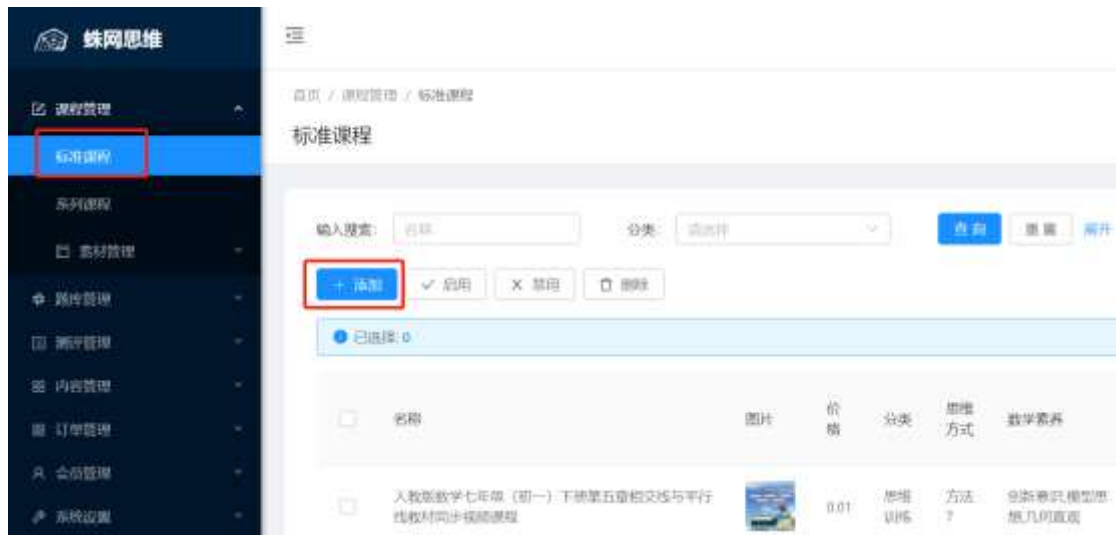 蛛网思维
课程管理
标准课程
系列课程
素材管理
题库管理
测评管理
内容管理
订单管理
会员管理
系统设置
首页 / 课程管理 / 标准课程
标准课程
输入搜索: 名称 分类: 请选择 查询 重置 展开
+ 添加 启用 禁用 删除
已选择: 0
名称 图片 价格 分类 思维方式 数学素养
人教版数学七年级（初一）下册第五章相交线与平行
线教材同步视频课程
0.01
思维
训练
方法
7
创新意识,模型思
想,几何直观